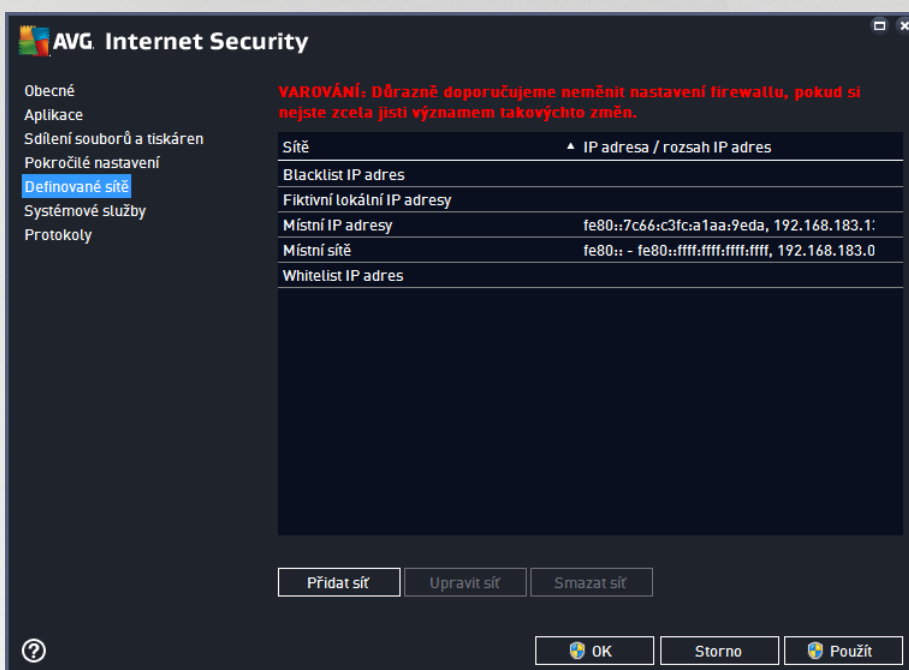 AVG Internet Security
Obecné
Aplikace
Sdílení souborů a tiskáren
Pokročilé nastavení
Definované sítě
Systémové služby
Protokoly
VAROVÁNÍ: Důrazně doporučujeme neměnit nastavení firewallu, pokud si
nejste zcela jisti významem takovýchto změn.
Sítě IP adresa / rozsah IP adres
Blacklist IP adres
Fiktivní lokální IP adresy
Místní IP adresy fe80::7c66:c3fc:a1aa:9eda, 192.168.183.1
Místní sítě fe80:: - fe80::ffff:ffff:ffff:ffff, 192.168.183.0
Whitelist IP adres
Přidat síť Upravit síť Smazat síť
OK Storno Použít